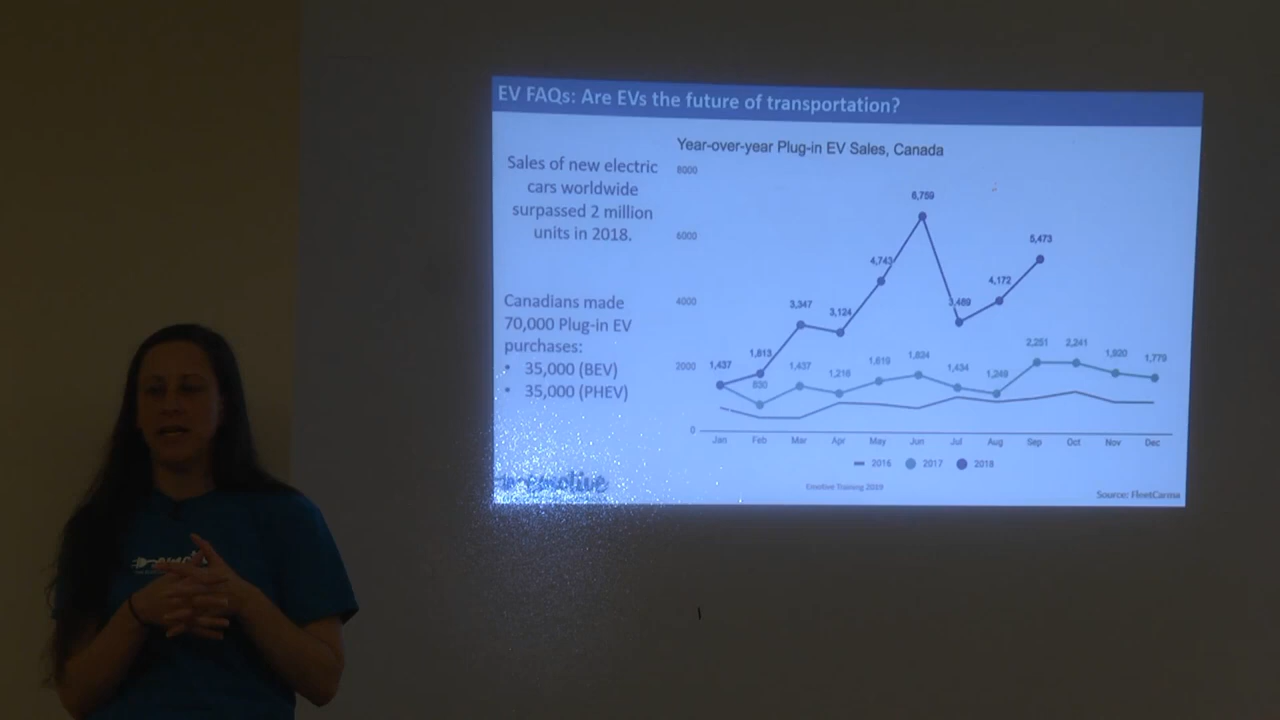 EV FAQs: Are EVs the future of transportation?
Sales of new electric
cars worldwide
surpassed 2 million
units in 2018.
Canadians made
70,000 Plug-in EV
purchases:
• 35,000 (BEV)
• 35,000 (PHEV)
emotive
Year-over-year Plug-in EV Sales, Canada
8000
6000
4000
2000
0
6,759
5,473
4,743
4,172
3,347
3,124
3,489
1,437
1,813
830
1,437
1,216
1,619
1,824
1,434
1,249
2,251
2,241
1,920
1,779
Jan Feb Mar Apr May Jun Jul Aug Sep Oct Nov Dec
2016 2017 2018
Emotive Training 2019
Source: FleetCarma